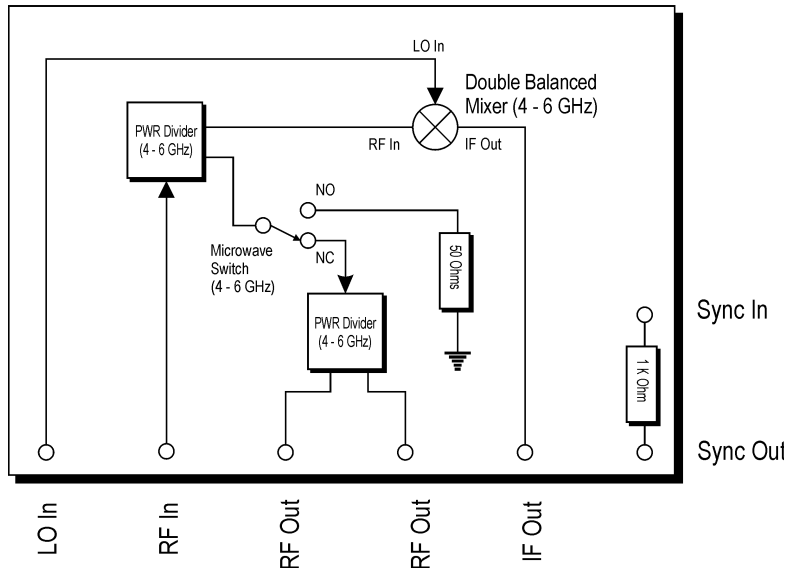 LO In
Double Balanced
Mixer (4 - 6 GHz)
PWR Divider
(4 - 6 GHz)
RF In
IF Out
NO
NC
Microwave
Switch
(4 - 6 GHz)
50 Ohms
PWR Divider
(4 - 6 GHz)
Sync In
1 K Ohm
Sync Out
LO In
RF In
RF Out
RF Out
IF Out